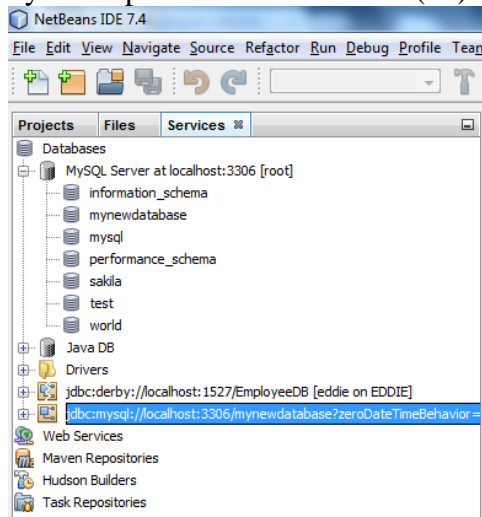 NetBeans IDE 7.4
File Edit View Navigate Source Refactor Run Debug Profile Team
Projects Files Services
Databases
MySQL Server at localhost:3306 [root]
information_schema
mynewdatabase
mysql
performance_schema
sakila
test
world
Java DB
Drivers
jdbc:derby://localhost:1527/EmployeeDB [eddie on EDDIE]
jdbc:mysql://localhost:3306/mynewdatabase?zeroDateTimeBehavior=
Web Services
Maven Repositories
Hudson Builders
Task Repositories